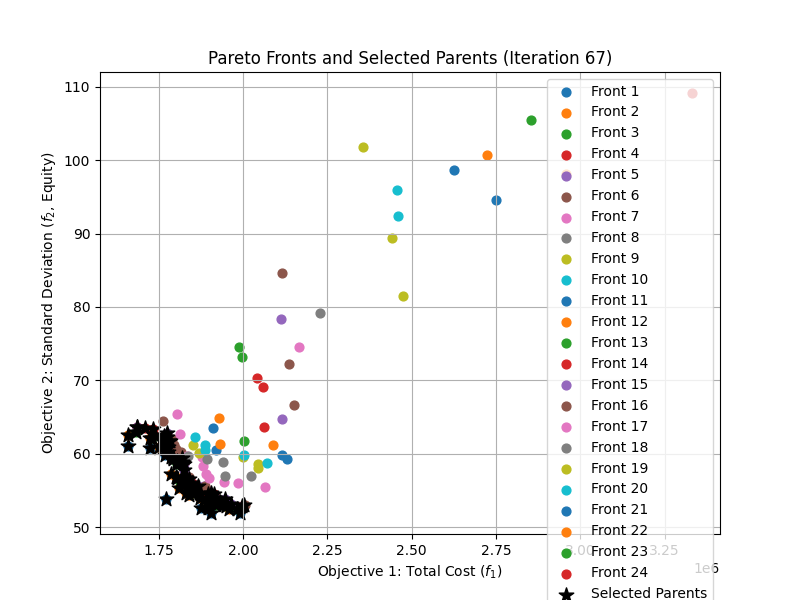 Pareto Fronts and Selected Parents (Iteration 67)
Objective 2: Standard Deviation (f₂, Equity)
110
100
90
80
70
60
50
1.75
2.00
2.25
2.50
2.75
3.00
3.25
1e6
Objective 1: Total Cost (f₁)
Front 1
Front 2
Front 3
Front 4
Front 5
Front 6
Front 7
Front 8
Front 9
Front 10
Front 11
Front 12
Front 13
Front 14
Front 15
Front 16
Front 17
Front 18
Front 19
Front 20
Front 21
Front 22
Front 23
Front 24
Selected Parents